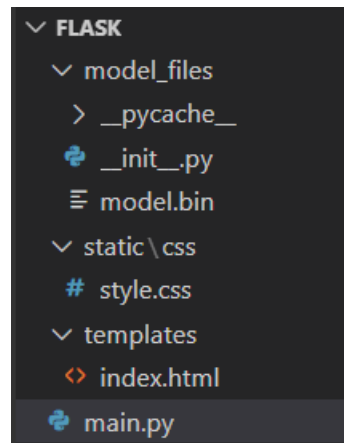 FLASK
model_files
__pycache__
__init__.py
model.bin
static\css
# style.css
templates
<> index.html
main.py